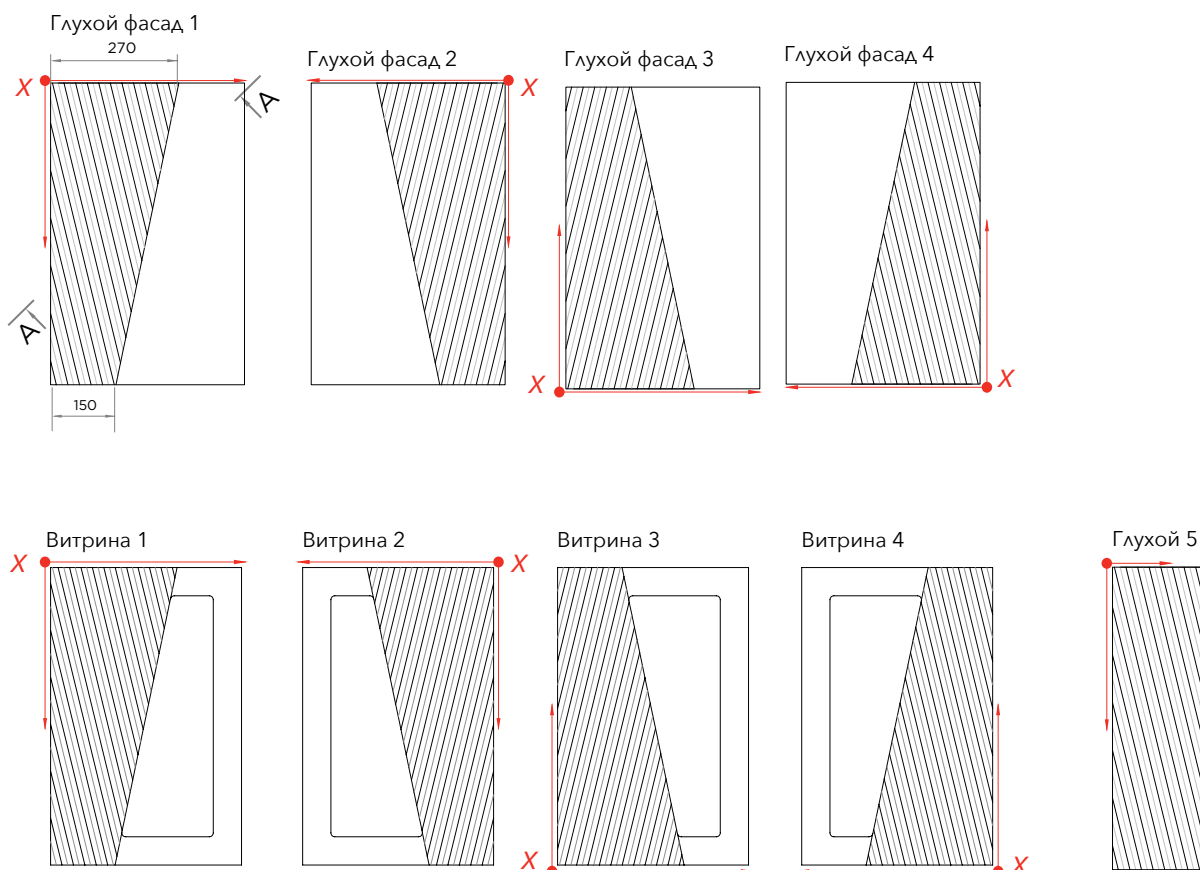 Глухой фасад 1
270
Глухой фасад 2
Глухой фасад 3
Глухой фасад 4
X
X
A
A
X
X
150
Витрина 1
Витрина 2
Витрина 3
Витрина 4
Глухой 5
X
X
X
X